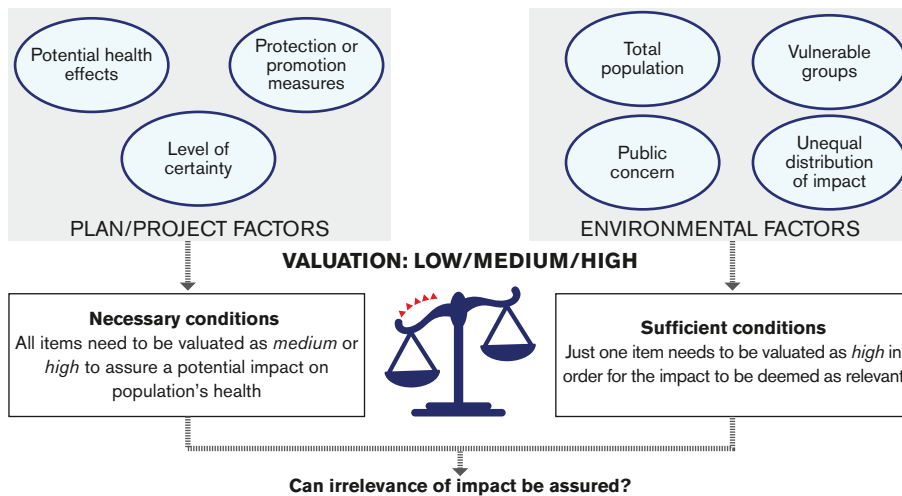 Potential health
effects
Protection or
promotion
measures
Level of
certainty
PLAN/PROJECT FACTORS
Total
population
Vulnerable
groups
Public
concern
Unequal
distribution
of impact
ENVIRONMENTAL FACTORS
VALUATION: LOW/MEDIUM/HIGH
Necessary conditions
All items need to be valuated as medium or
high to assure a potential impact on
population’s health
Sufficient conditions
Just one item needs to be valuated as high in
order for the impact to be deemed as relevant
Can irrelevance of impact be assured?